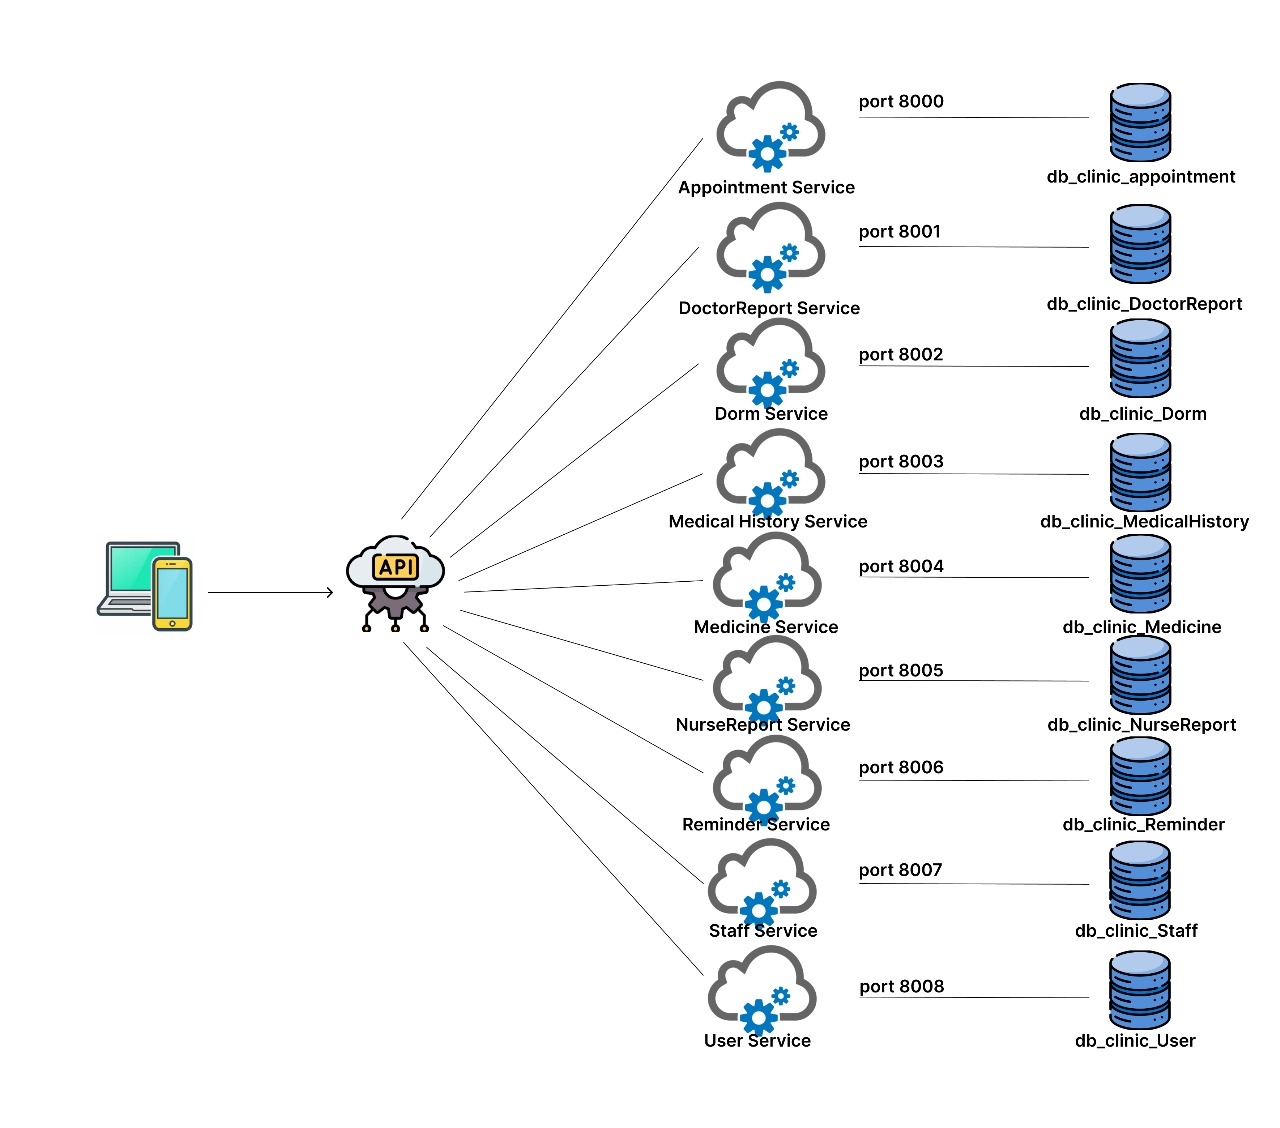 port 8000
Appointment Service
db_clinic_appointment
port 8001
DoctorReport Service
db_clinic_DoctorReport
port 8002
Dorm Service
db_clinic_Dorm
port 8003
Medical History Service
db_clinic_MedicalHistory
API
port 8004
Medicine Service
db_clinic_Medicine
port 8005
NurseReport Service
db_clinic_NurseReport
port 8006
Reminder Service
db_clinic_Reminder
port 8007
Staff Service
db_clinic_Staff
port 8008
User Service
db_clinic_User